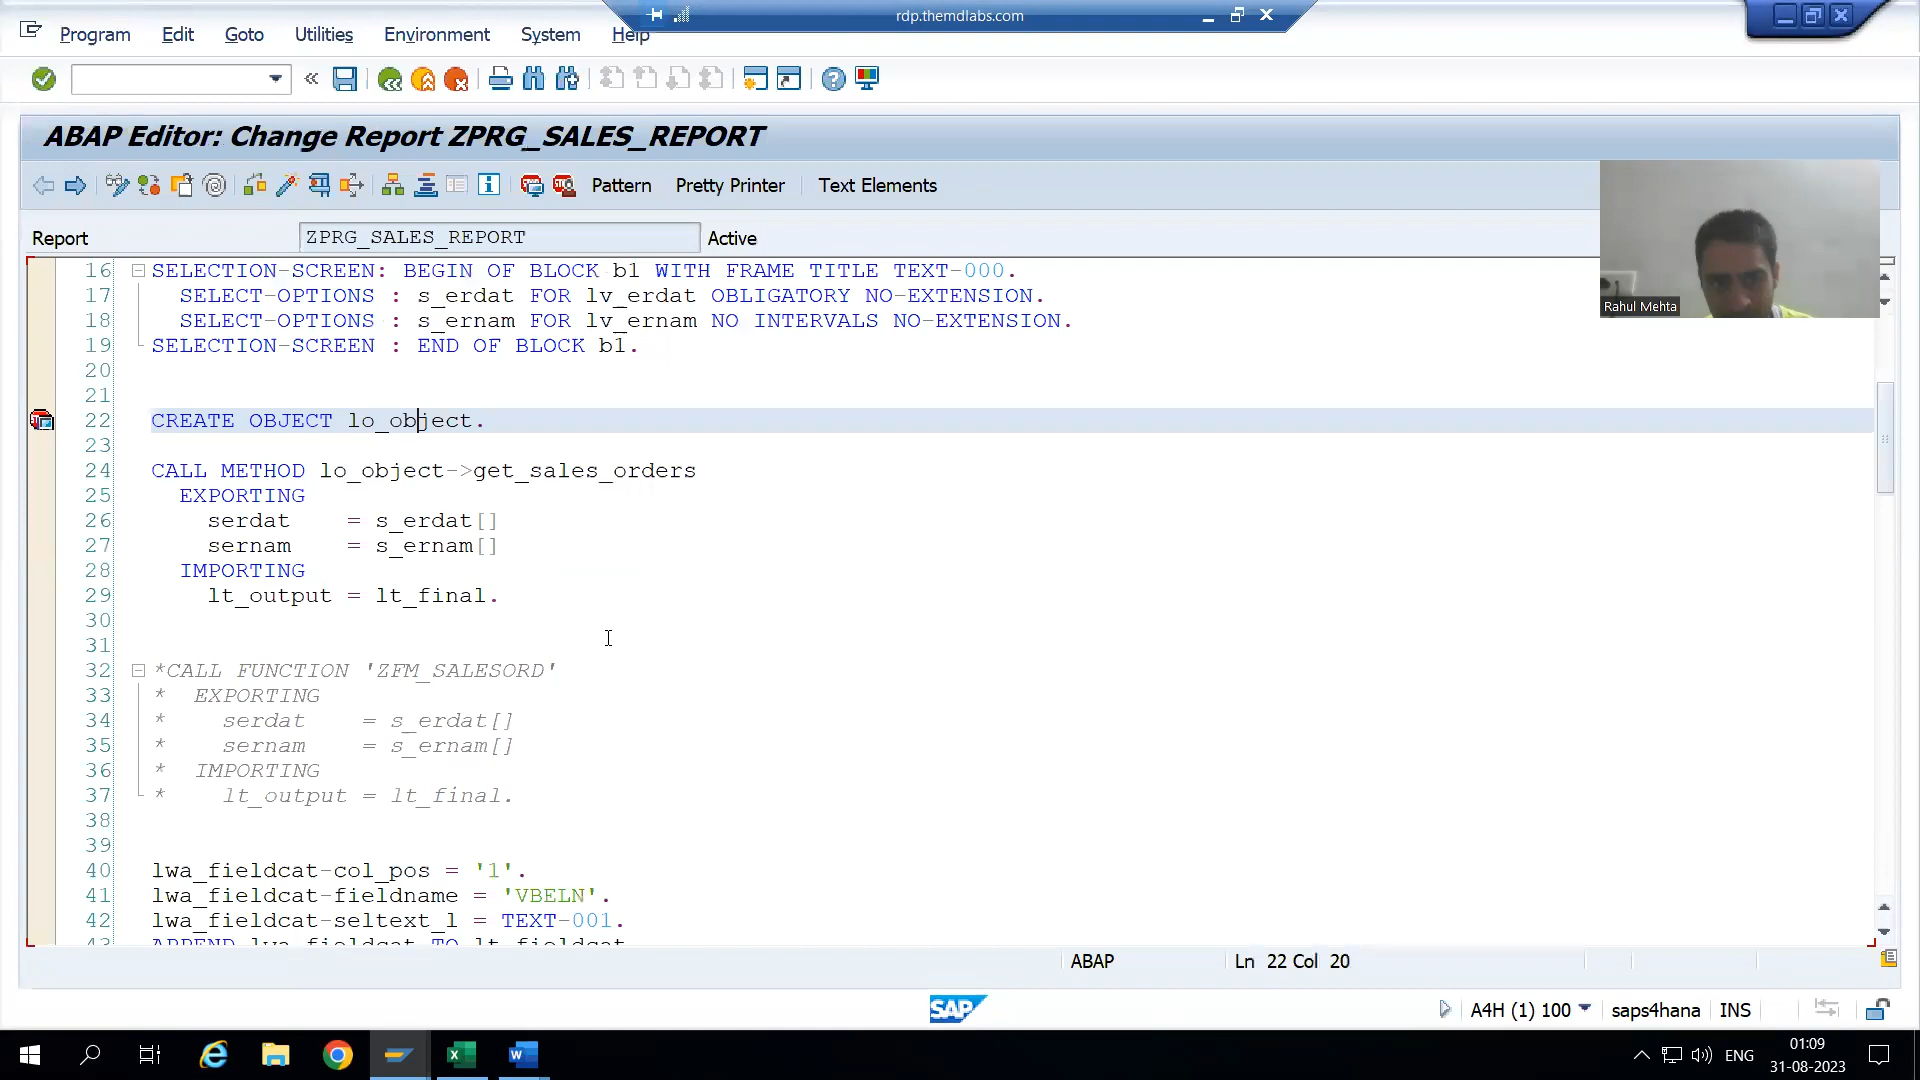 rdp.themdlabs.com
Program Edit Goto Utilities Environment System Help
ABAP Editor: Change Report ZPRG_SALES_REPORT
Pattern Pretty Printer Text Elements
Report ZPRG_SALES_REPORT Active
Rahul Mehta
16 SELECTION-SCREEN: BEGIN OF BLOCK b1 WITH FRAME TITLE TEXT-000.
17 SELECT-OPTIONS : s_erdat FOR lv_erdat OBLIGATORY NO-EXTENSION.
18 SELECT-OPTIONS : s_ernam FOR lv_ernam NO INTERVALS NO-EXTENSION.
19 SELECTION-SCREEN : END OF BLOCK b1.
20
21
22 CREATE OBJECT lo_object.
23
24 CALL METHOD lo_object->get_sales_orders
25 EXPORTING
26 serdat = s_erdat[]
27 sernam = s_ernam[]
28 IMPORTING
29 lt_output = lt_final.
30
31
32 *CALL FUNCTION 'ZFM_SALESORD'
33 * EXPORTING
34 * serdat = s_erdat[]
35 * sernam = s_ernam[]
36 * IMPORTING
37 * lt_output = lt_final.
38
39
40 lwa_fieldcat-col_pos = '1'.
41 lwa_fieldcat-fieldname = 'VBELN'.
42 lwa_fieldcat-seltext_l = TEXT-001.
43 APPEND lwa_fieldcat TO lt_fieldcat.
ABAP Ln 22 Col 20
SAP A4H (1) 100 saps4hana INS
ENG
01:09
31-08-2023